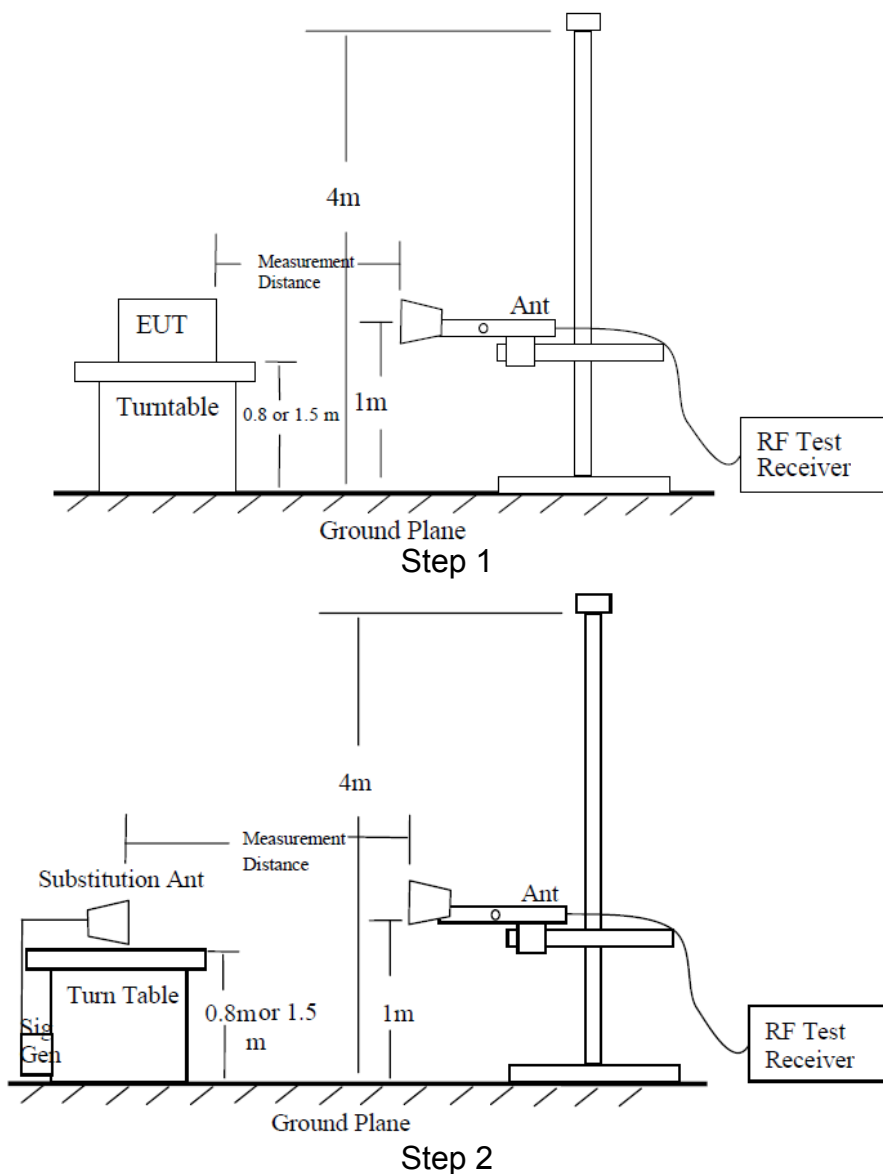 4m
Measurement
Distance
EUT
Ant
Turntable
0.8 or 1.5 m
1m
RF Test
Receiver
Ground Plane
Step 1
4m
Measurement
Distance
Substitution Ant
Ant
Turn Table
0.8m or 1.5
m
1m
Sig
Gen
RF Test
Receiver
Ground Plane
Step 2